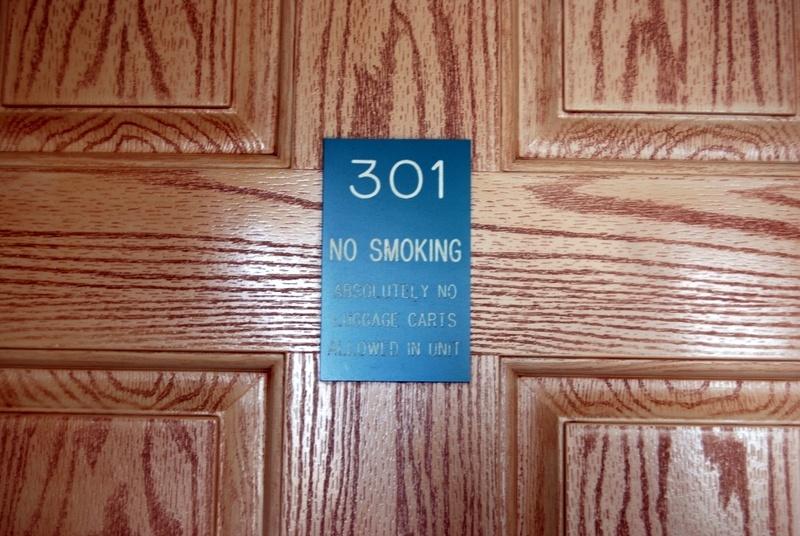 301
NO SMOKING
ABSOLUTELY NO
LUGGAGE CARTS
ALLOWED IN UNIT